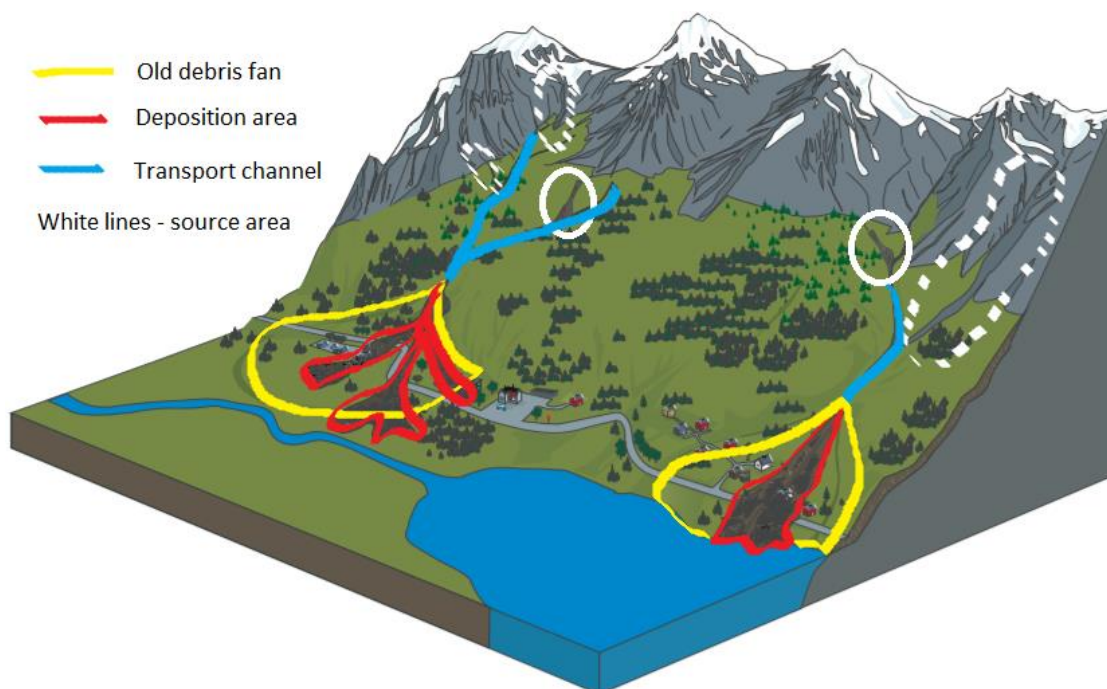 Old debris fan
Deposition area
Transport channel
White lines - source area